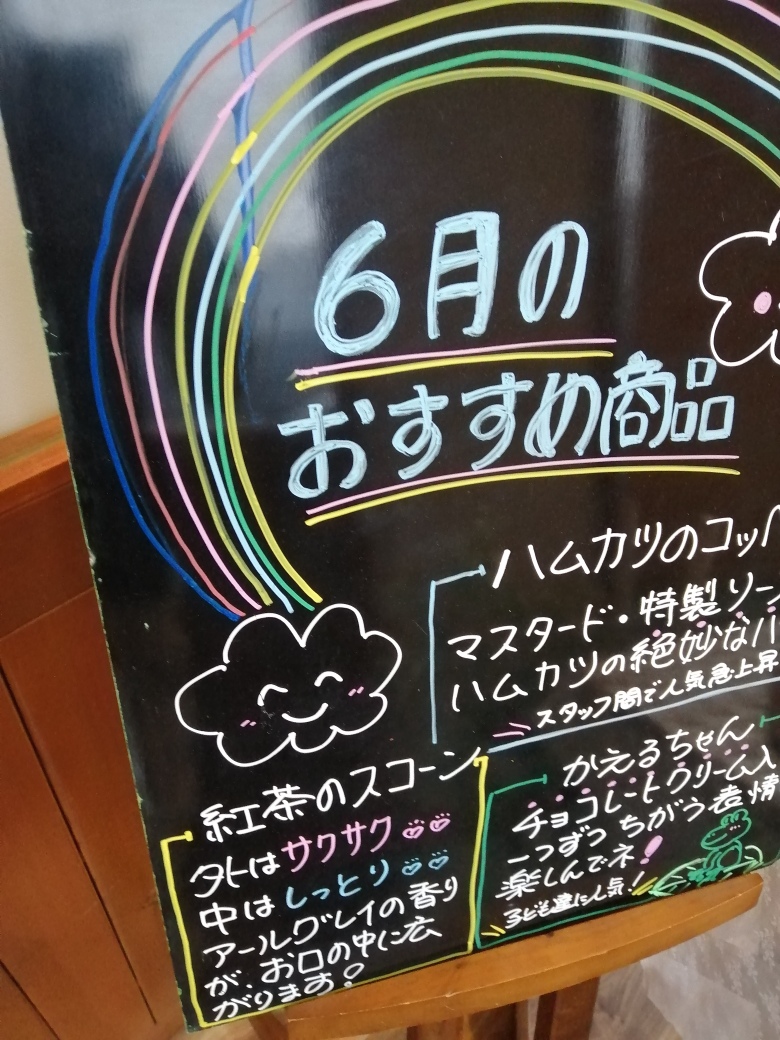 6月の
おすすめ商品
ハムカツのコッペ
マスタード・特製ソー
ハムカツの絶妙なハ
スタッフ間で人気急上昇
紅茶のスコーン
外はサクサク
中はしっとり
アールグレイの香り
が、お口の中に広
がります!
かえるちゃん
チョコレートクリーム入
一つずつちがう表情
楽しんでネ!
子ども達に人気!